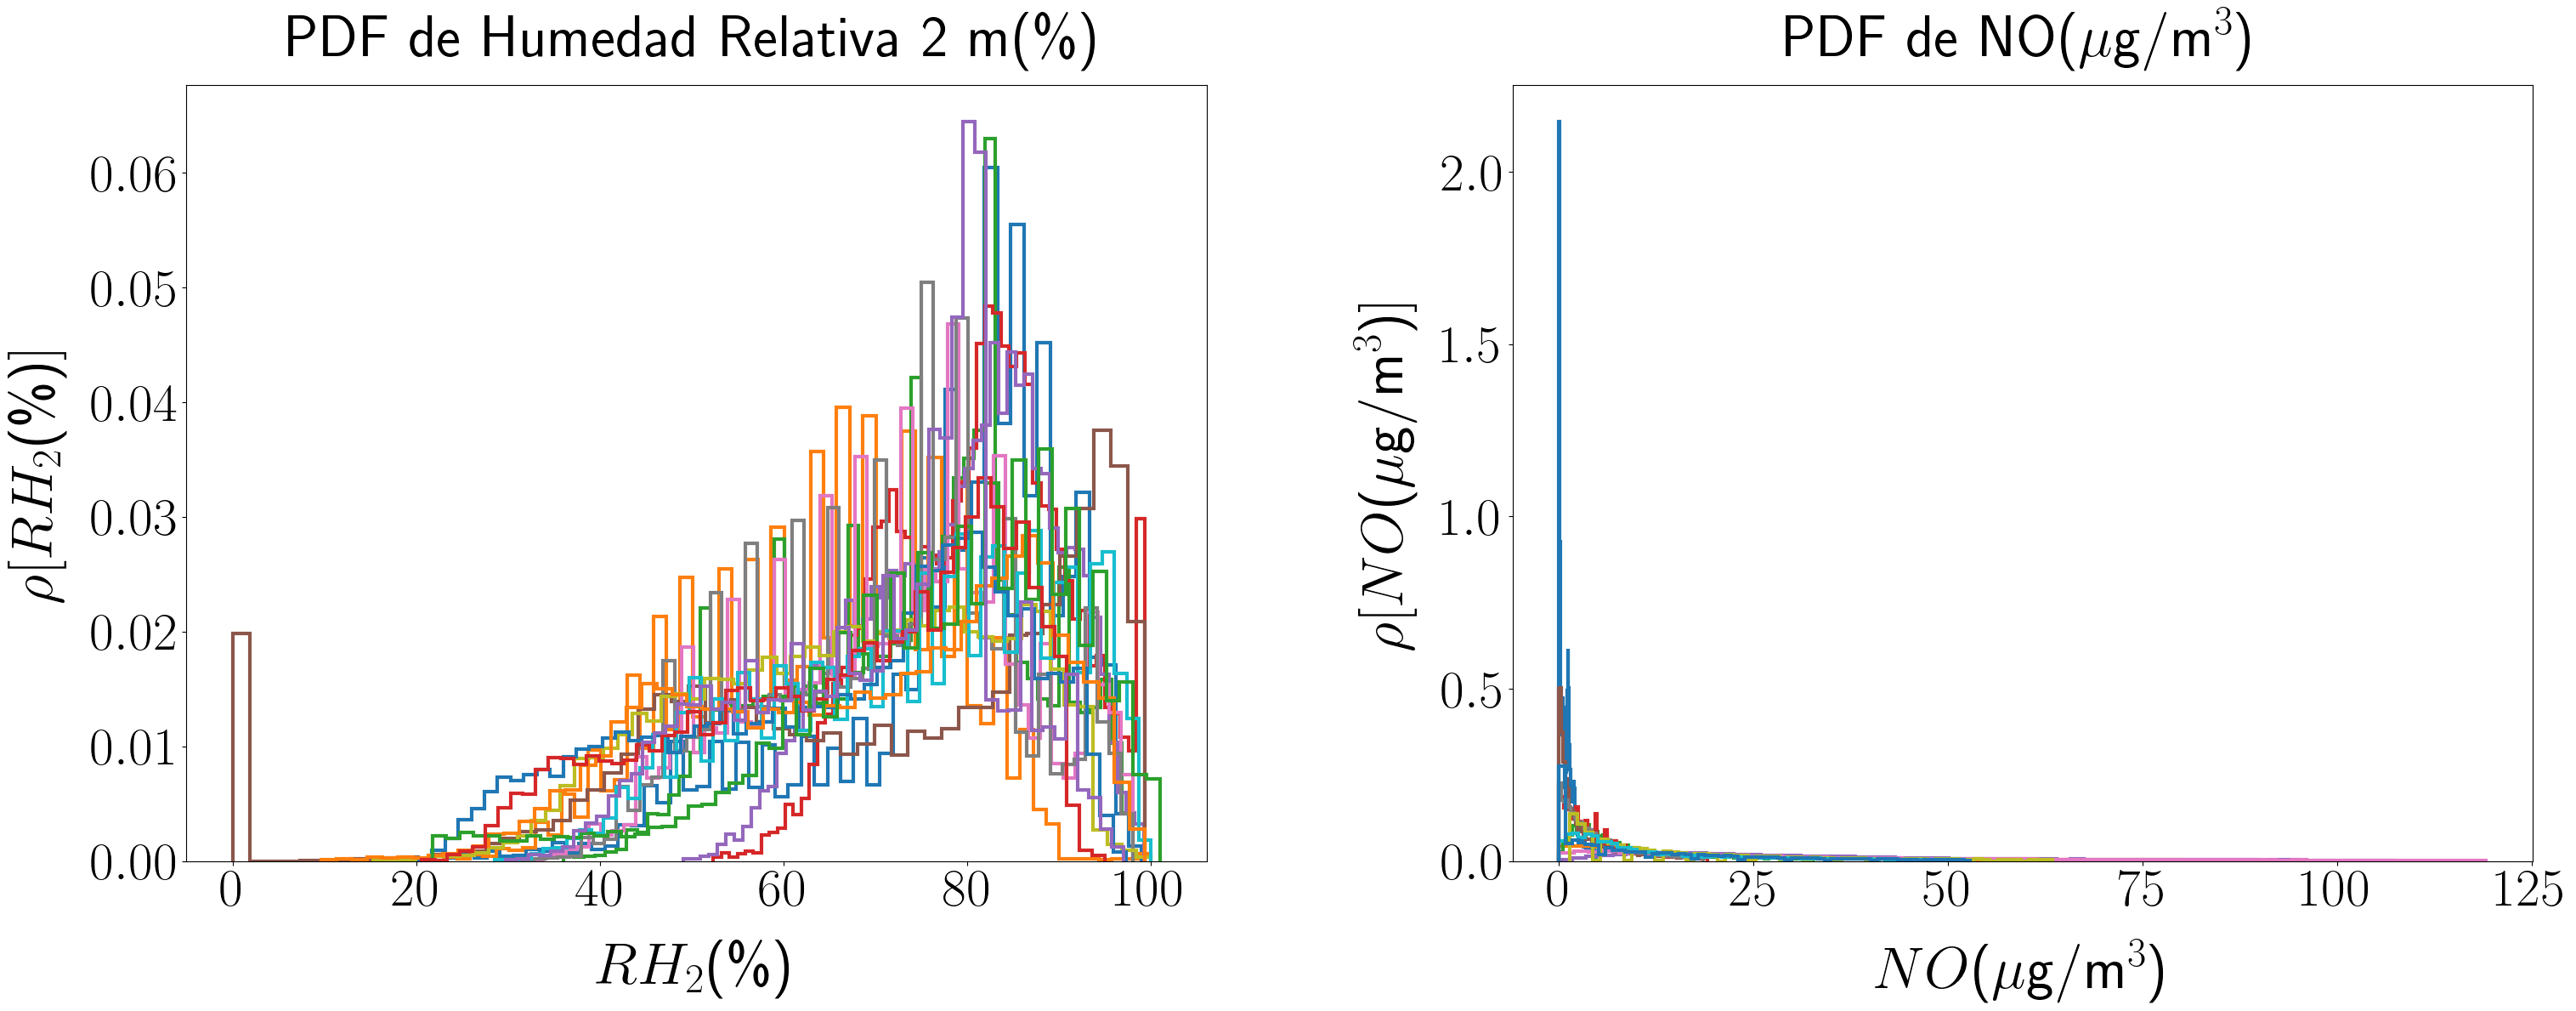 PDF de Humedad Relativa 2 m(%)
ρ[RH₂(%)]
0.06
0.05
0.04
0.03
0.02
0.01
0.00
0 20 40 60 80 100
RH₂(%)
PDF de NO(μg/m³)
ρ[NO(μg/m³)]
2.0
1.5
1.0
0.5
0.0
0 25 50 75 100 125
NO(μg/m³)